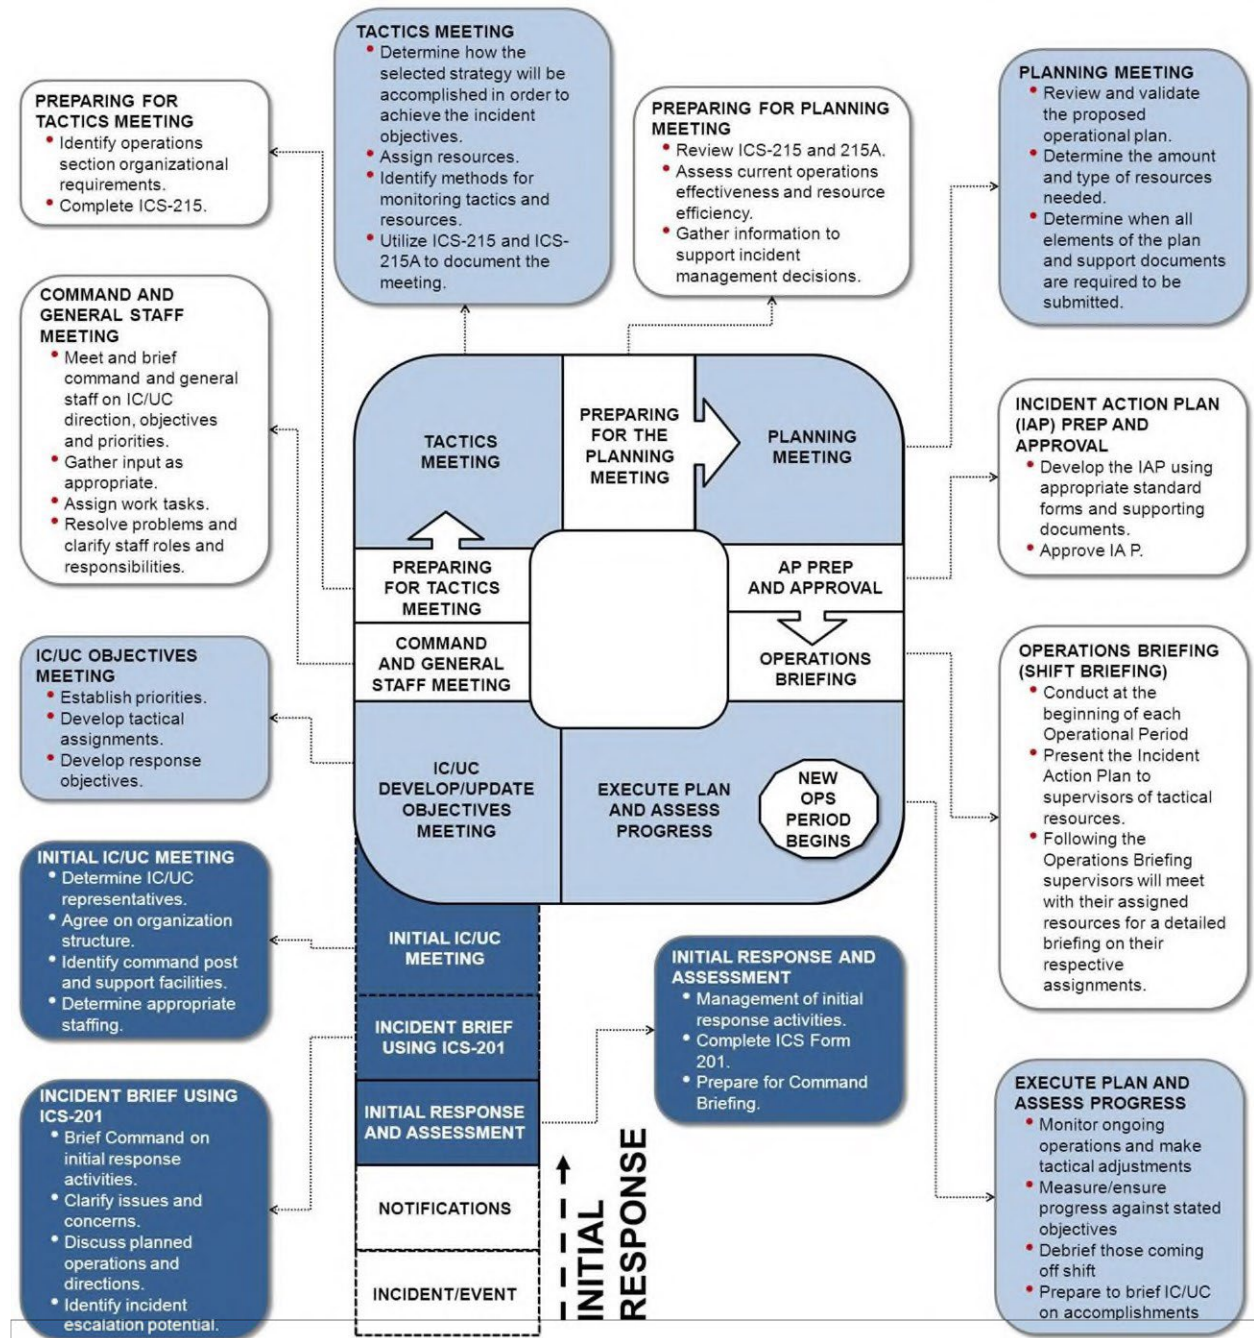 TACTICS MEETING
• Determine how the
selected strategy will be
accomplished in order to
achieve the incident
objectives.
• Assign resources.
• Identify methods for
monitoring tactics and
resources.
• Utilize ICS-215 and ICS-
215A to document the
meeting.
PREPARING FOR
TACTICS MEETING
• Identify operations
section organizational
requirements.
• Complete ICS-215.
PREPARING FOR PLANNING
MEETING
• Review ICS-215 and 215A.
• Assess current operations
effectiveness and resource
efficiency.
• Gather information to
support incident
management decisions.
PLANNING MEETING
• Review and validate
the proposed
operational plan.
• Determine the amount
and type of resources
needed.
• Determine when all
elements of the plan
and support documents
are required to be
submitted.
COMMAND AND
GENERAL STAFF
MEETING
• Meet and brief
command and general
staff on IC/UC
direction, objectives
and priorities.
• Gather input as
appropriate.
• Assign work tasks.
• Resolve problems and
clarify staff roles and
responsibilities.
TACTICS
MEETING
PREPARING
FOR THE
PLANNING
MEETING
PLANNING
MEETING
INCIDENT ACTION PLAN
(IAP) PREP AND
APPROVAL
• Develop the IAP using
appropriate standard
forms and supporting
documents.
• Approve IA P.
PREPARING
FOR TACTICS
MEETING
AP PREP
AND APPROVAL
COMMAND
AND GENERAL
STAFF MEETING
OPERATIONS
BRIEFING
IC/UC OBJECTIVES
MEETING
• Establish priorities.
• Develop tactical
assignments.
• Develop response
objectives.
OPERATIONS BRIEFING
(SHIFT BRIEFING)
• Conduct at the
beginning of each
Operational Period
• Present the Incident
Action Plan to
supervisors of tactical
resources.
• Following the
Operations Briefing
supervisors will meet
with their assigned
resources for a detailed
briefing on their
respective
assignments.
IC/UC
DEVELOP/UPDATE
OBJECTIVES
MEETING
EXECUTE PLAN
AND ASSESS
PROGRESS
NEW
OPS
PERIOD
BEGINS
INITIAL IC/UC MEETING
• Determine IC/UC
representatives.
• Agree on organization
structure.
• Identify command post
and support facilities.
• Determine appropriate
staffing.
INITIAL IC/UC
MEETING
INITIAL RESPONSE AND
ASSESSMENT
• Management of initial
response activities.
• Complete ICS Form
201.
• Prepare for Command
Briefing.
INCIDENT BRIEF
USING ICS-201
INCIDENT BRIEF USING
ICS-201
• Brief Command on
initial response
activities.
• Clarify issues and
concerns.
• Discuss planned
operations and
directions.
• Identify incident
escalation potential.
INITIAL RESPONSE
AND ASSESSMENT
NOTIFICATIONS
INCIDENT/EVENT
INITIAL
RESPONSE
EXECUTE PLAN AND
ASSESS PROGRESS
• Monitor ongoing
operations and make
tactical adjustments
• Measure/ensure
progress against stated
objectives
• Debrief those coming
off shift
• Prepare to brief IC/UC
on accomplishments